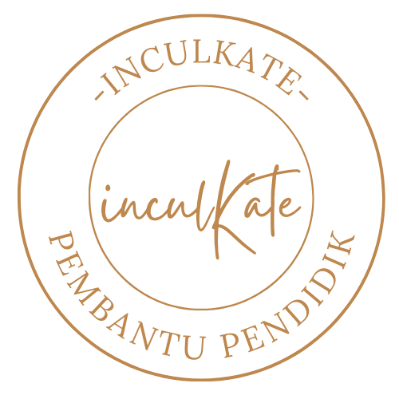 -INCULKATE-
inculKate
PEMBANTU PENDIDIK